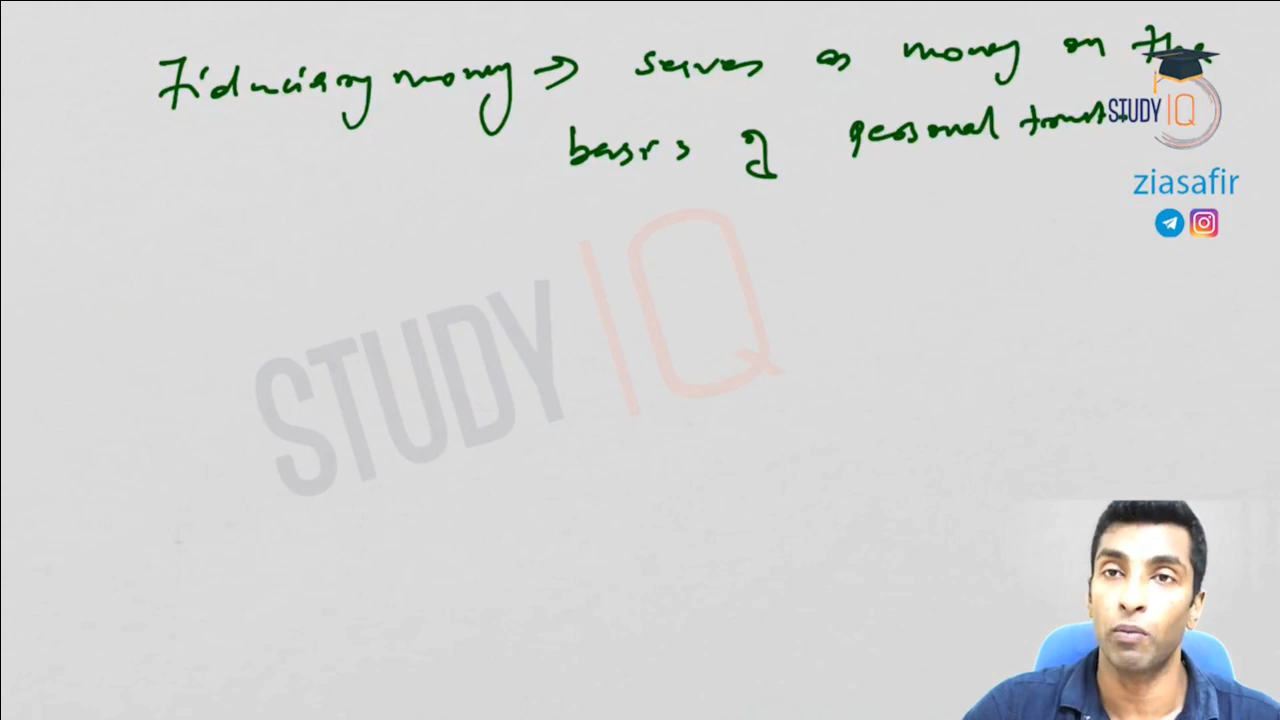 Fiduciary money → serves as money on the
basis of personal trust
STUDY IQ
ziasafir
STUDY IQ